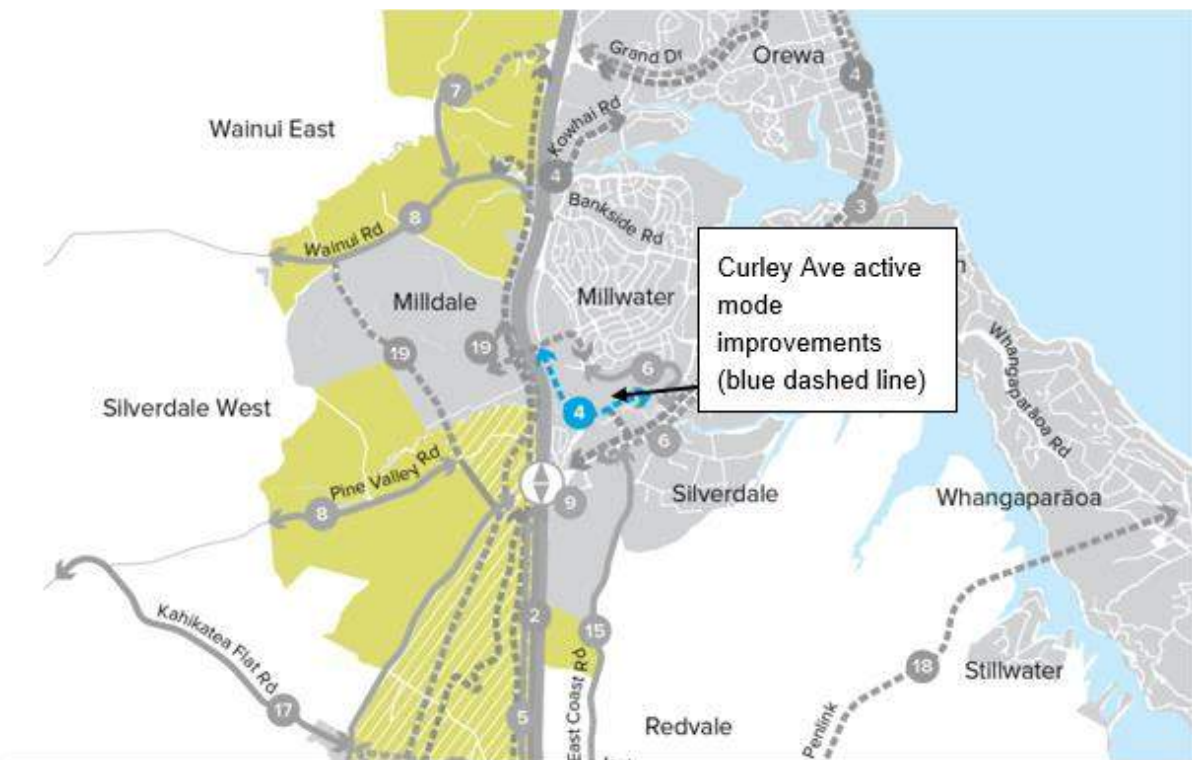 Grand Dr
Orewa
4
7
Wainui East
Kowhai Rd
4
Bankside Rd
3
8
Wainui Rd
Curley Ave active
mode
improvements
(blue dashed line)
Milldale
Millwater
19
19
6
Whangaparāoa Rd
Silverdale West
4
6
Pine Valley Rd
8
9
Silverdale
Whangaparāoa
Kahikatea Flat Rd
2
15
18
Stillwater
17
5
East Coast Rd
Redvale
Penlink